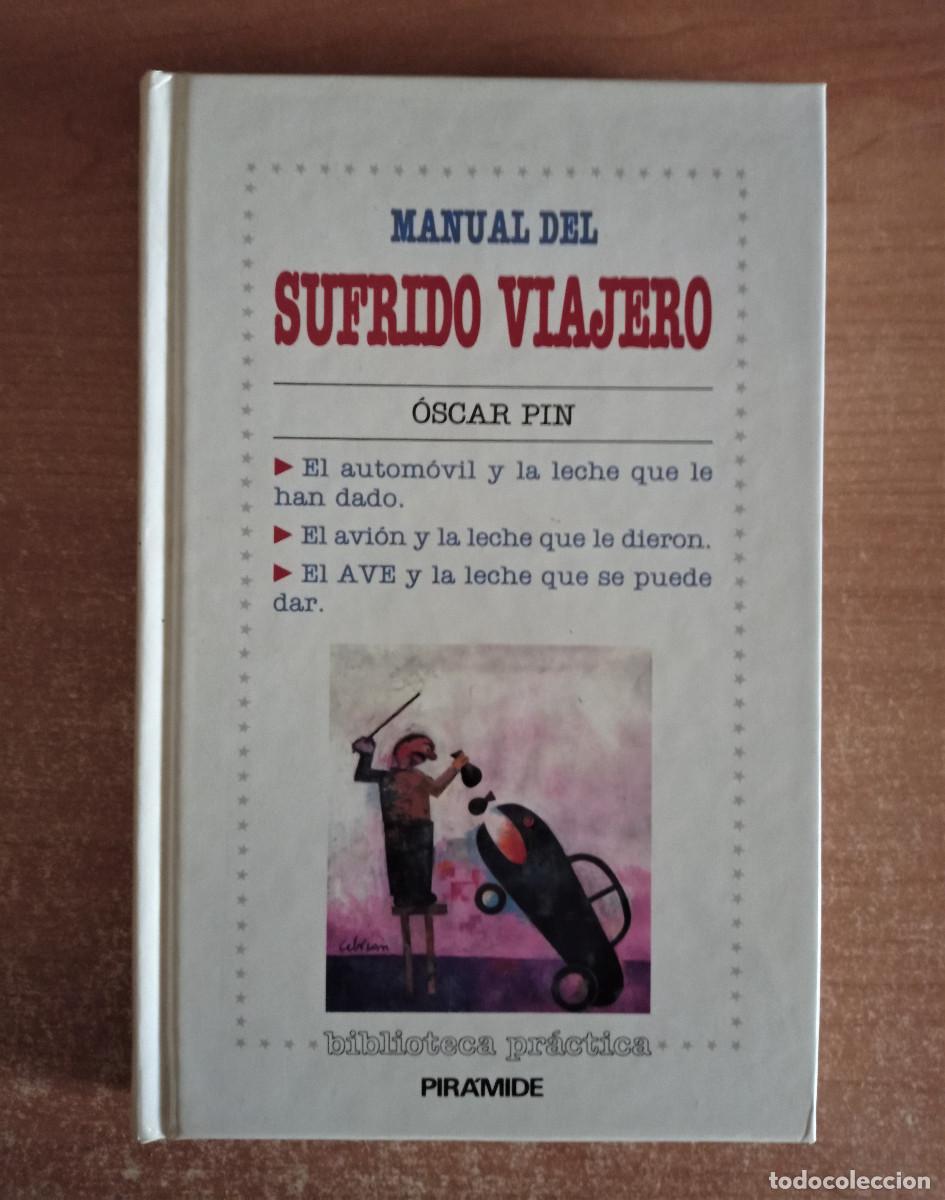 MANUAL DEL
SUFRIDO VIAJERO
ÓSCAR PIN
► El automóvil y la leche que le
han dado.
► El avión y la leche que le dieron.
► El AVE y la leche que se puede
dar.
cebrián
biblioteca práctica
PIRÁMIDE
todocoleccion